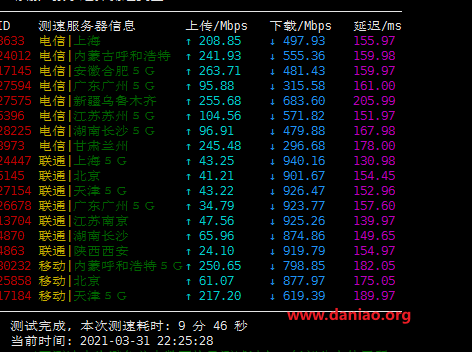 ID 测速服务器信息 上传/Mbps 下载/Mbps 延迟/ms
3633 电信|上海 ↑ 208.85 ↓ 497.93 155.97
24012 电信|内蒙古呼和浩特 ↑ 241.93 ↓ 555.36 159.98
17145 电信|安徽合肥５Ｇ ↑ 263.71 ↓ 481.43 159.97
27594 电信|广东广州５Ｇ ↑ 95.88 ↓ 315.58 161.00
27575 电信|新疆乌鲁木齐 ↑ 255.68 ↓ 683.60 205.99
5396 电信|江苏苏州５Ｇ ↑ 104.56 ↓ 571.82 151.97
28225 电信|湖南长沙５Ｇ ↑ 96.91 ↓ 479.88 167.98
3973 电信|甘肃兰州 ↑ 245.48 ↓ 296.68 178.00
24447 联通|上海５Ｇ ↑ 43.25 ↓ 940.16 130.98
5145 联通|北京 ↑ 41.21 ↓ 901.67 154.45
27154 联通|天津５Ｇ ↑ 43.22 ↓ 926.47 152.96
26678 联通|广东广州５Ｇ ↑ 34.79 ↓ 923.77 157.60
13704 联通|江苏南京 ↑ 47.56 ↓ 925.26 139.97
4870 联通|湖南长沙 ↑ 65.96 ↓ 874.86 149.65
4863 联通|陕西西安 ↑ 24.10 ↓ 919.79 154.97
30232 移动|内蒙呼和浩特５Ｇ ↑ 250.65 ↓ 798.85 182.05
25858 移动|北京 ↑ 61.07 ↓ 877.97 175.05
17184 移动|天津５Ｇ ↑ 217.20 ↓ 619.39 189.97
www.daniao.org
测试完成, 本次测速耗时: 9 分 46 秒
当前时间: 2021-03-31 22:25:28